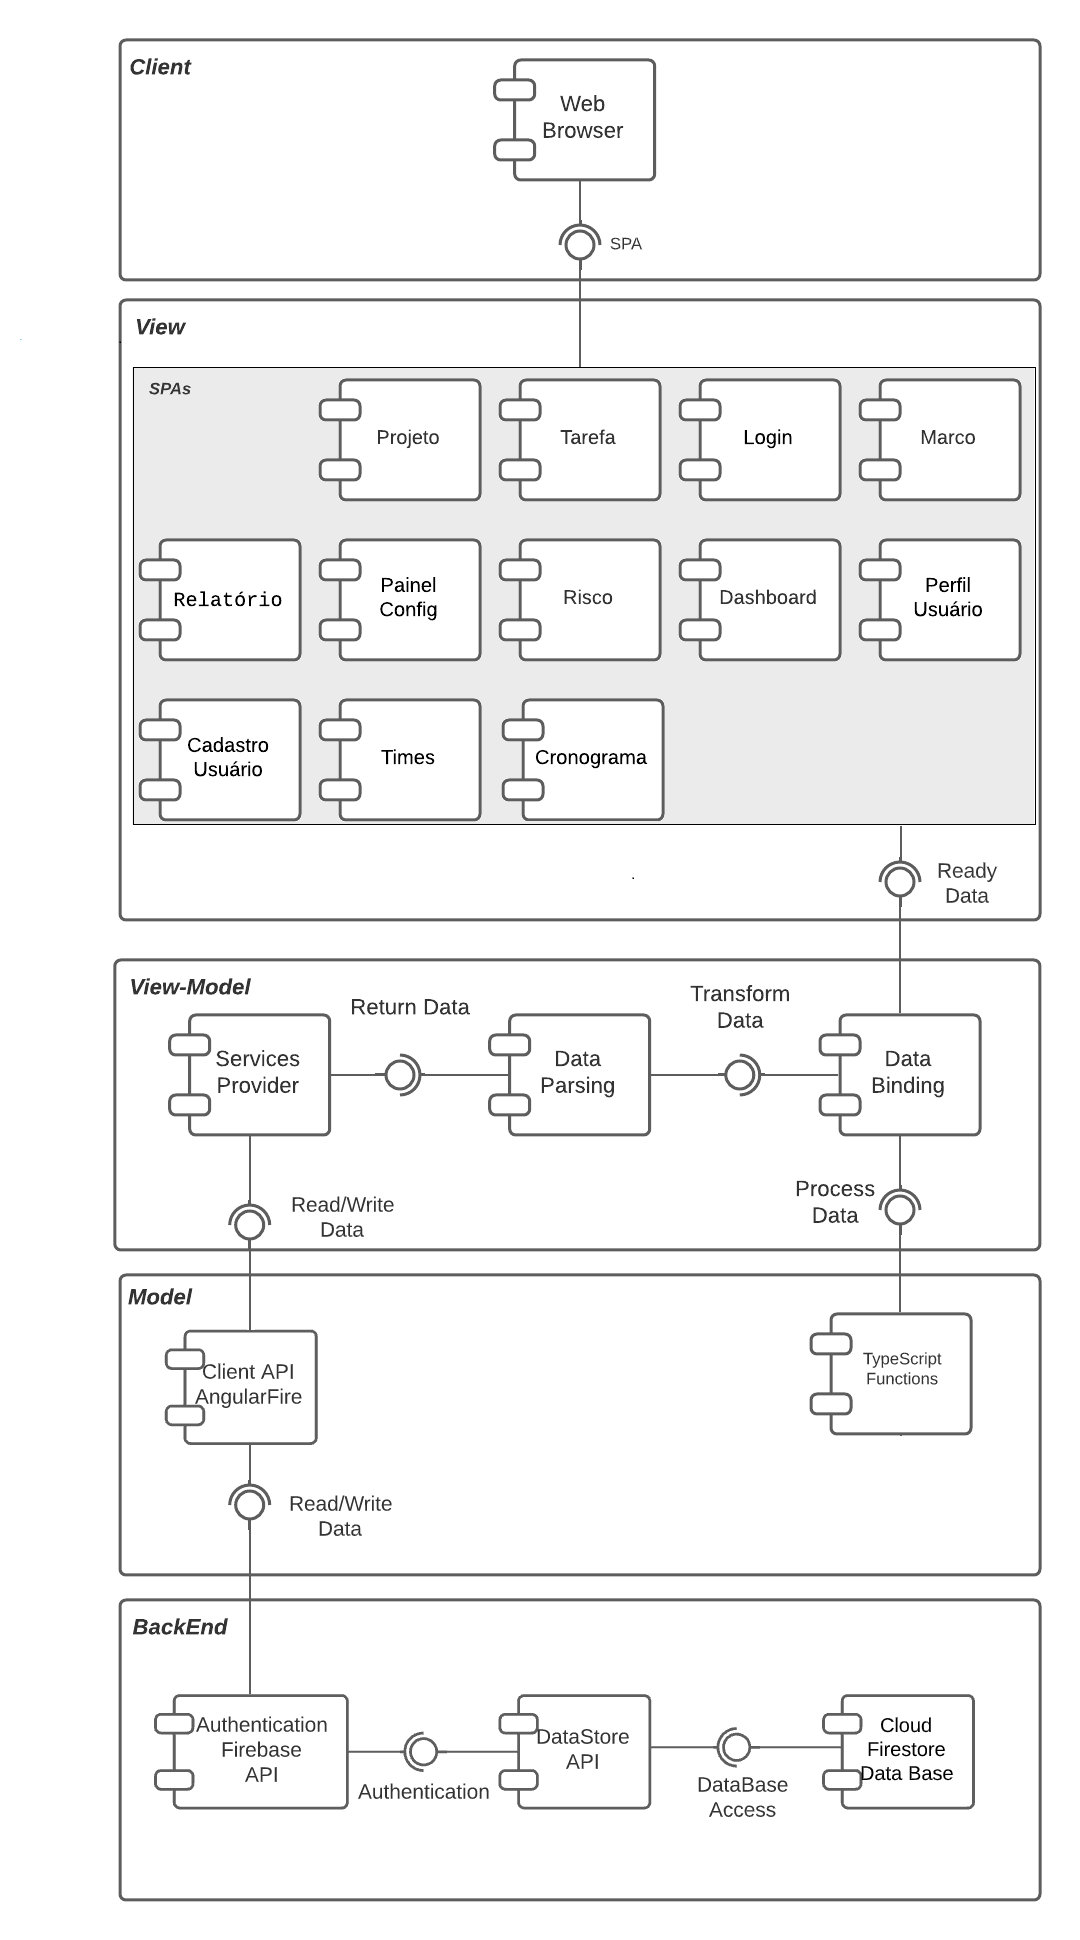 Client
Web
Browser
SPA
View
SPAs
Projeto
Tarefa
Login
Marco
Relatório
Painel
Config
Risco
Dashboard
Perfil
Usuário
Cadastro
Usuário
Times
Cronograma
Ready
Data
View-Model
Return Data
Transform
Data
Services
Provider
Data
Parsing
Data
Binding
Read/Write
Data
Process
Data
Model
Client API
AngularFire
TypeScript
Functions
Read/Write
Data
BackEnd
Authentication
Firebase
API
Authentication
DataStore
API
DataBase
Access
Cloud
Firestore
Data Base